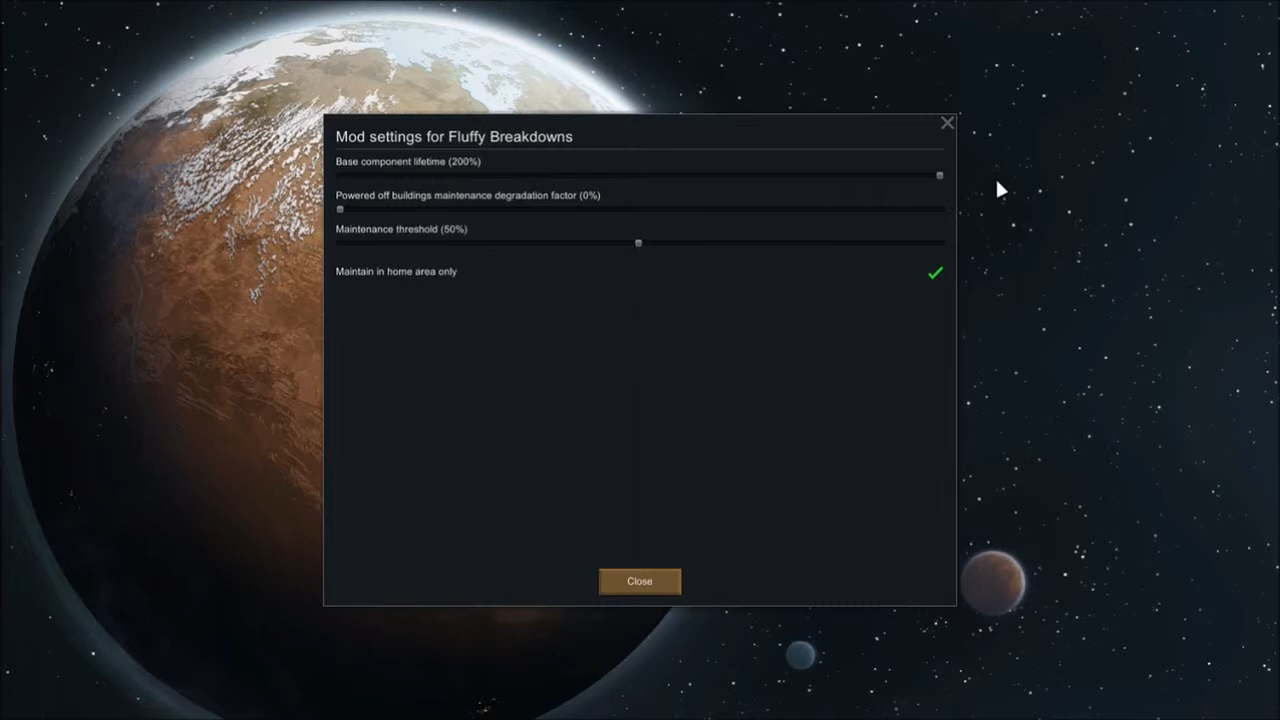 Mod settings for Fluffy Breakdowns
Base component lifetime (200%)
Powered off buildings maintenance degradation factor (0%)
Maintenance threshold (50%)
Maintain in home area only
Close